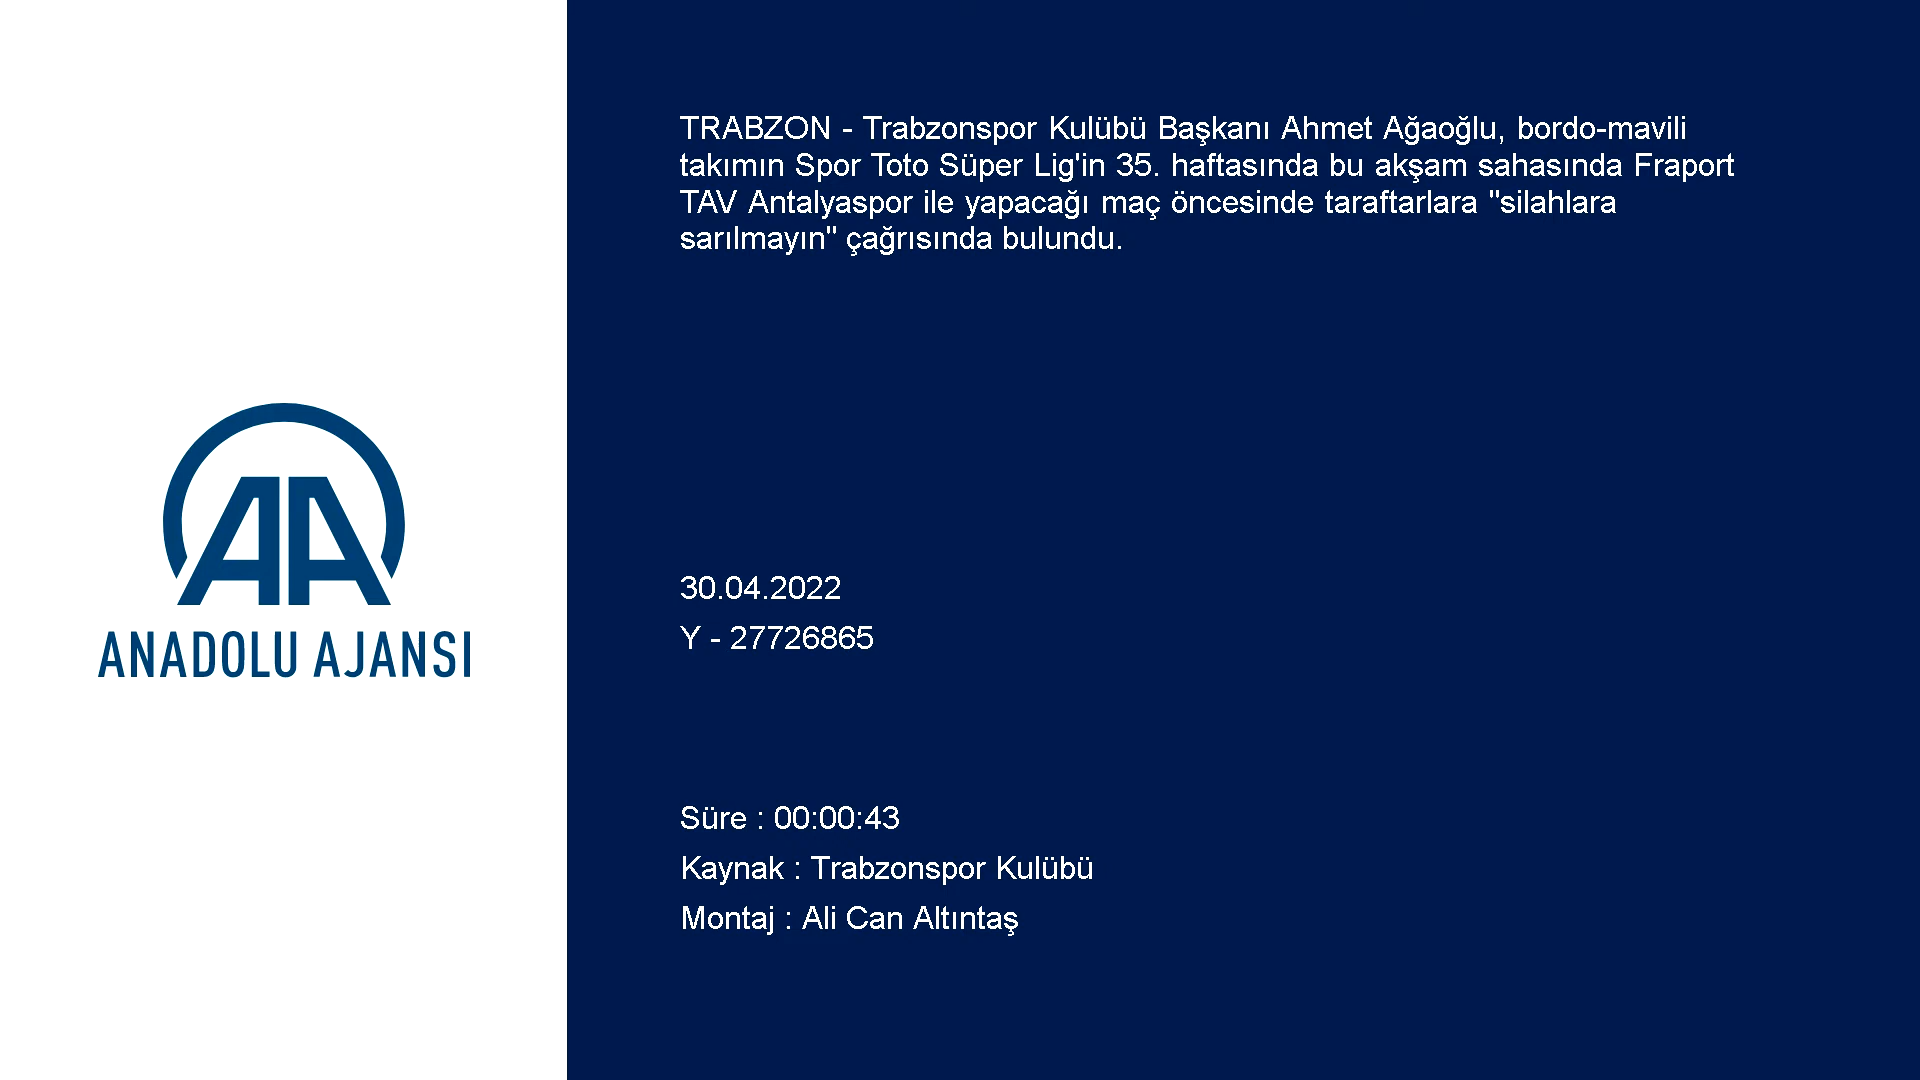 AA
ANADOLU AJANSI
TRABZON - Trabzonspor Kulübü Başkanı Ahmet Ağaoğlu, bordo-mavili
takımın Spor Toto Süper Lig'in 35. haftasında bu akşam sahasında Fraport
TAV Antalyaspor ile yapacağı maç öncesinde taraftarlara "silahlara
sarılmayın" çağrısında bulundu.
30.04.2022
Y - 27726865
Süre : 00:00:43
Kaynak : Trabzonspor Kulübü
Montaj : Ali Can Altıntaş